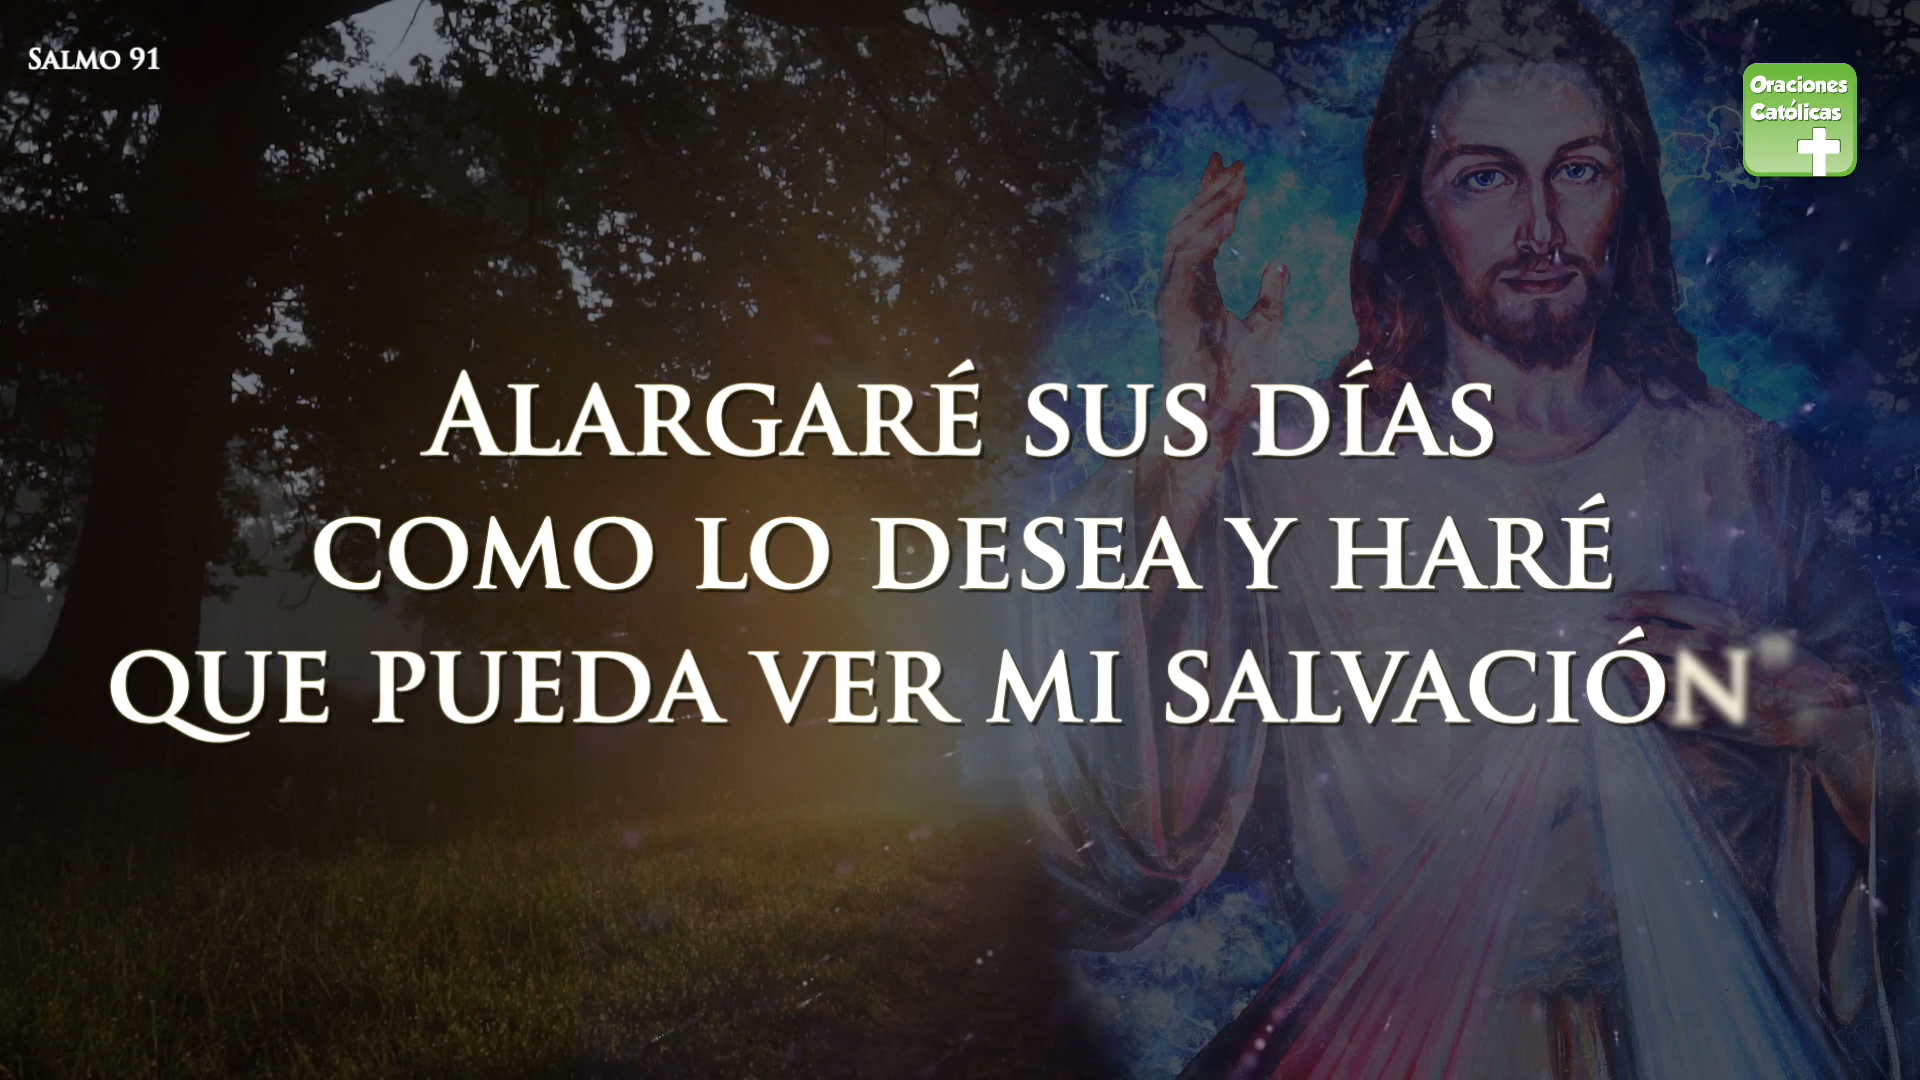 Salmo 91
Oraciones
Católicas
Alargaré sus días
como lo desea y haré
que pueda ver mi salvación"